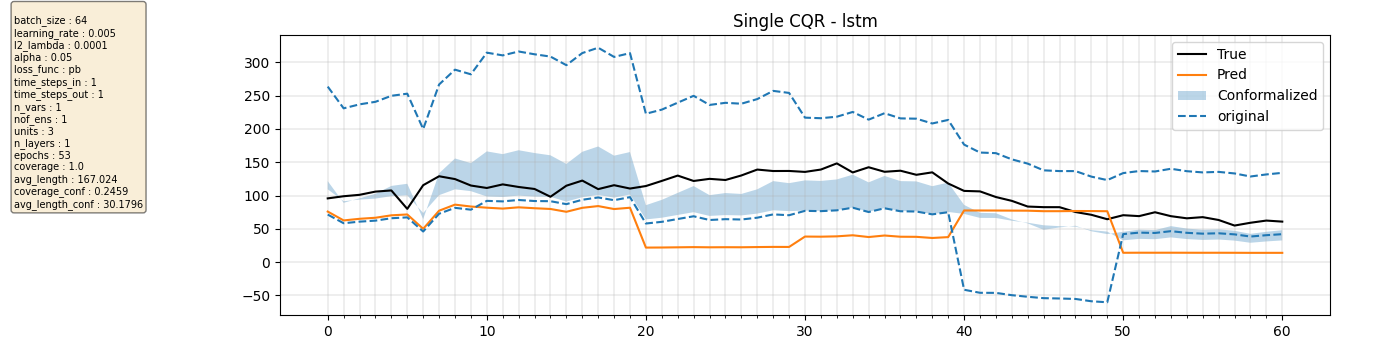 batch_size : 64
learning_rate : 0.005
l2_lambda : 0.0001
alpha : 0.05
loss_func : pb
time_steps_in : 1
time_steps_out : 1
n_vars : 1
nof_ens : 1
units : 3
n_layers : 1
epochs : 53
coverage : 1.0
avg_length : 167.024
coverage_conf : 0.2459
avg_length_conf : 30.1796
Single CQR - lstm
True
Pred
Conformalized
original
300
250
200
150
100
50
0
−50
0 10 20 30 40 50 60